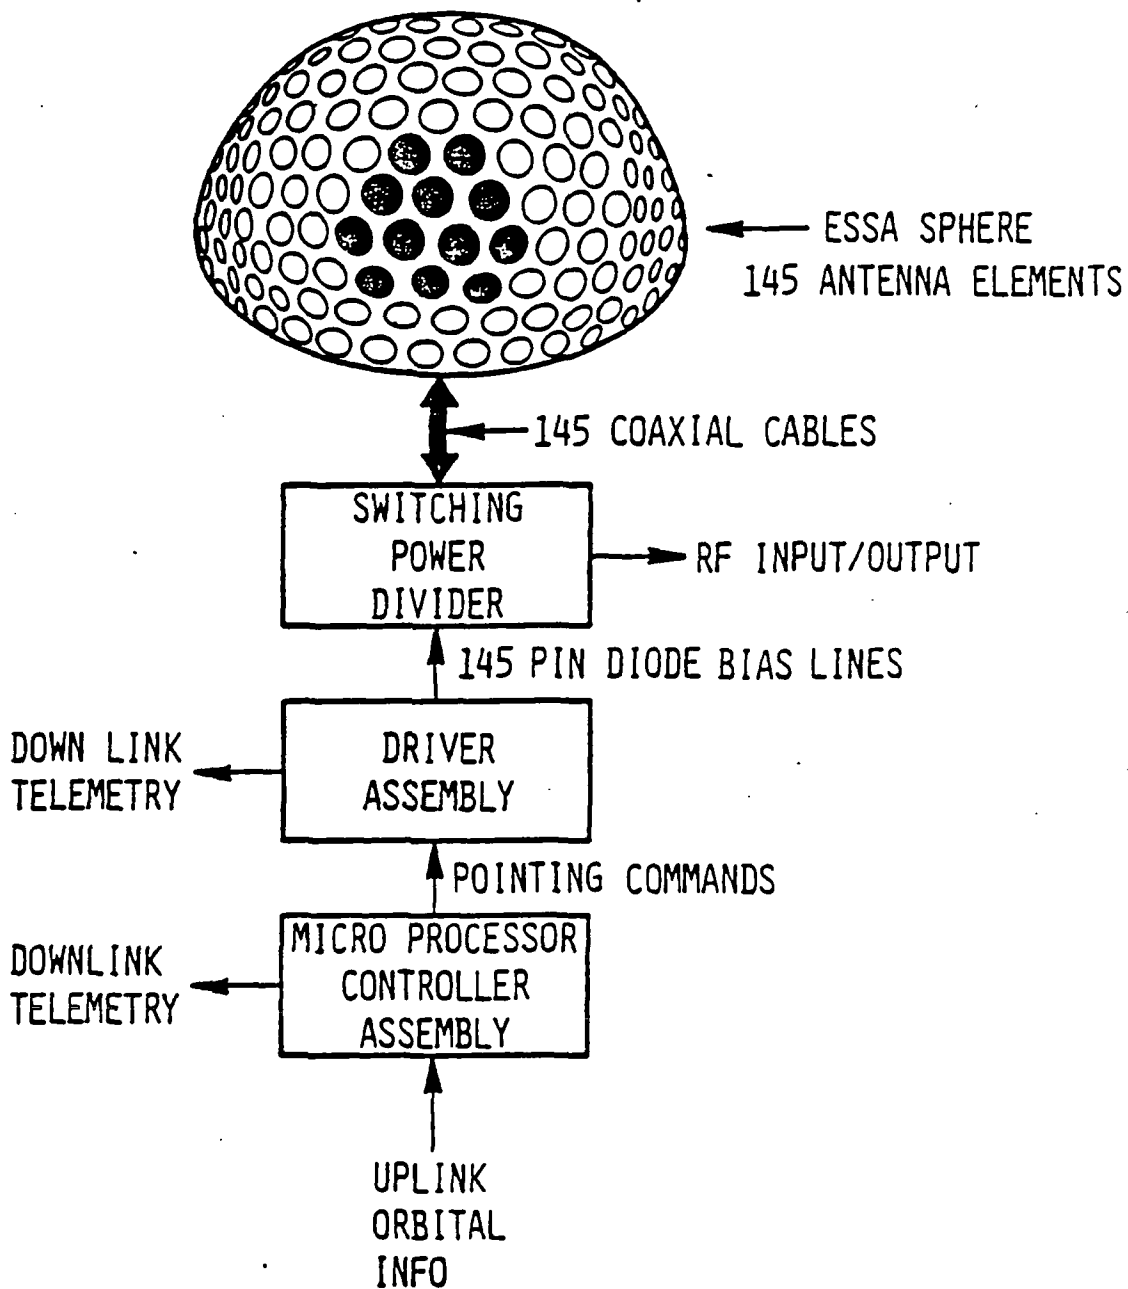 ESSA SPHERE
145 ANTENNA ELEMENTS
145 COAXIAL CABLES
SWITCHING
POWER
DIVIDER
RF INPUT/OUTPUT
145 PIN DIODE BIAS LINES
DOWN LINK
TELEMETRY
DRIVER
ASSEMBLY
POINTING COMMANDS
DOWNLINK
TELEMETRY
MICRO PROCESSOR
CONTROLLER
ASSEMBLY
UPLINK
ORBITAL
INFO